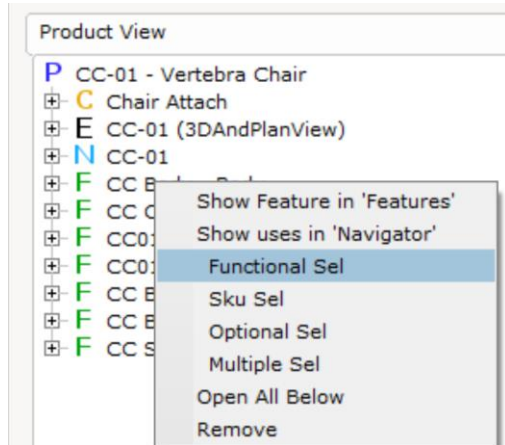 Product View
P CC-01 - Vertebra Chair
C Chair Attach
E CC-01 (3DAndPlanView)
N CC-01
F CC
F CC
F CC01
F CC01
F CC B
F CC B
F CC S
Show Feature in 'Features'
Show uses in 'Navigator'
Functional Sel
Sku Sel
Optional Sel
Multiple Sel
Open All Below
Remove